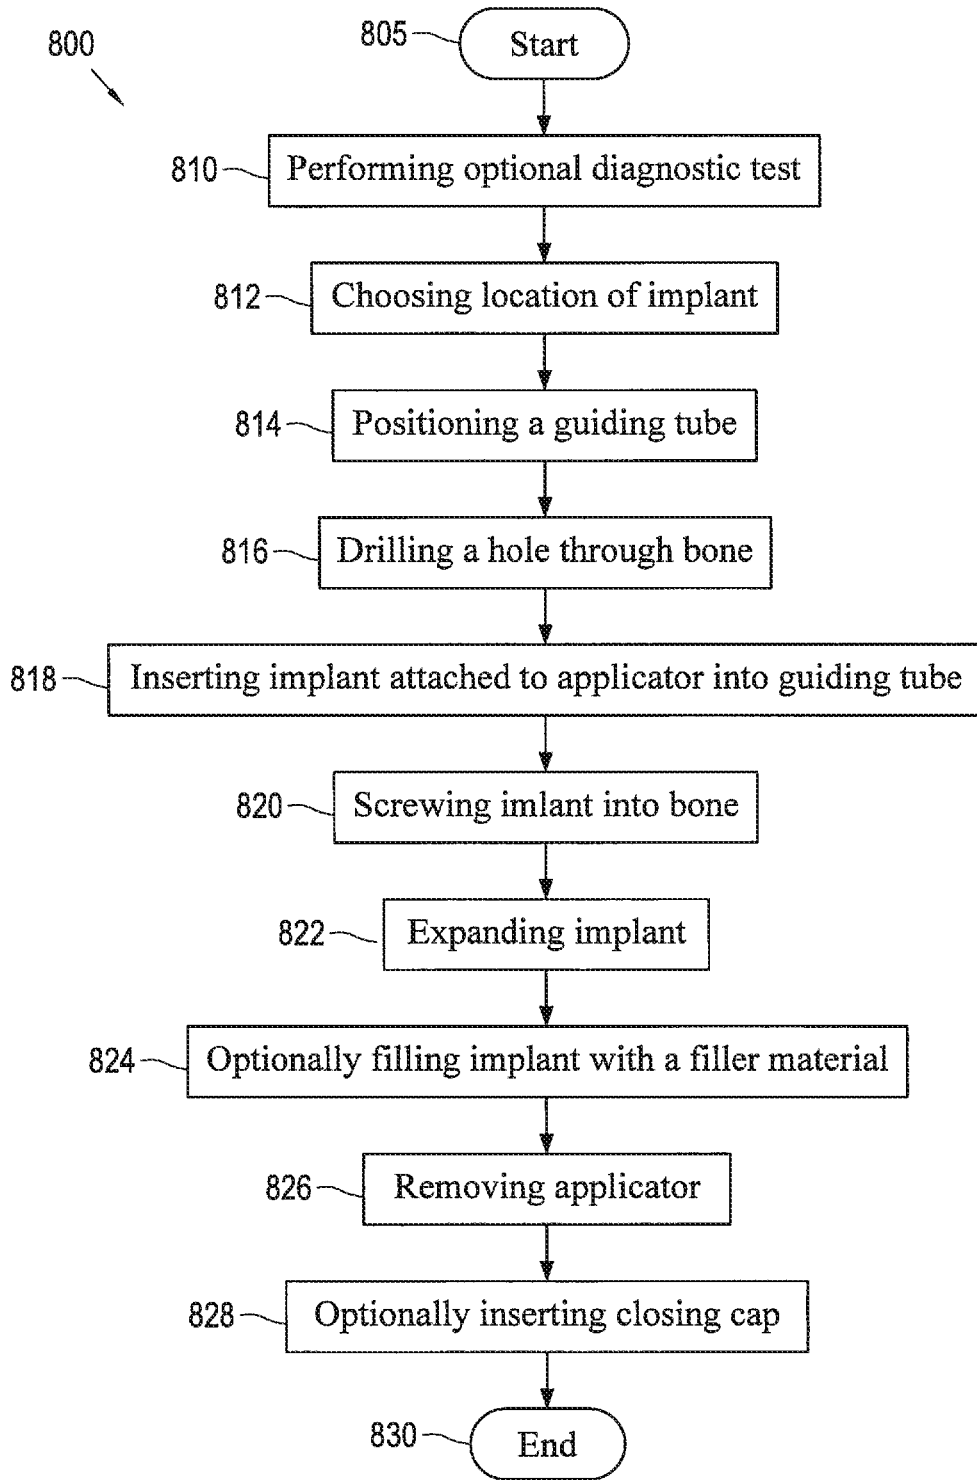 800
805 Start
810 Performing optional diagnostic test
812 Choosing location of implant
814 Positioning a guiding tube
816 Drilling a hole through bone
818 Inserting implant attached to applicator into guiding tube
820 Screwing imlant into bone
822 Expanding implant
824 Optionally filling implant with a filler material
826 Removing applicator
828 Optionally inserting closing cap
830 End